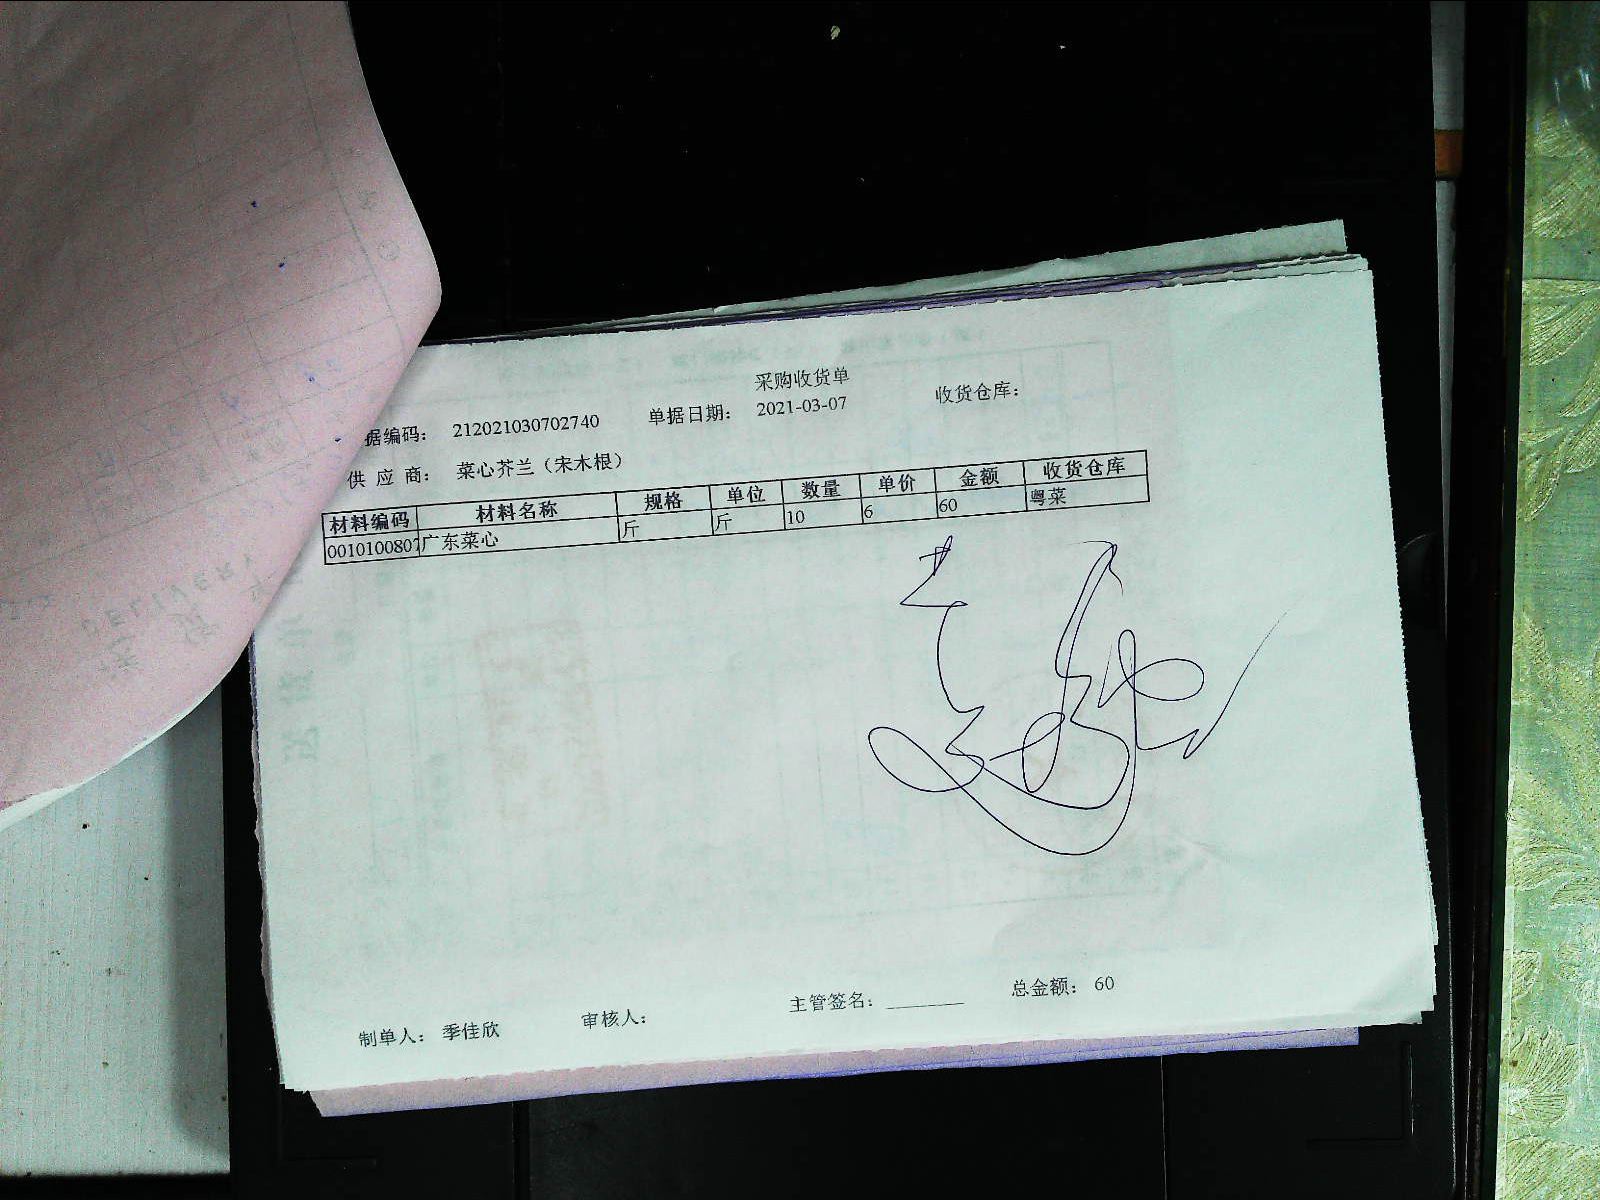 采购收货单
据编码： 212021030702740 单据日期： 2021-03-07 收货仓库：
供 应 商： 菜心芥兰（宋木根）
材料编码 材料名称 规格 单位 数量 单价 金额 收货仓库
0010100807 广东菜心 斤 斤 10 6 60 粤菜
制单人： 季佳欣 审核人： 主管签名： 总金额： 60
DELIVERY